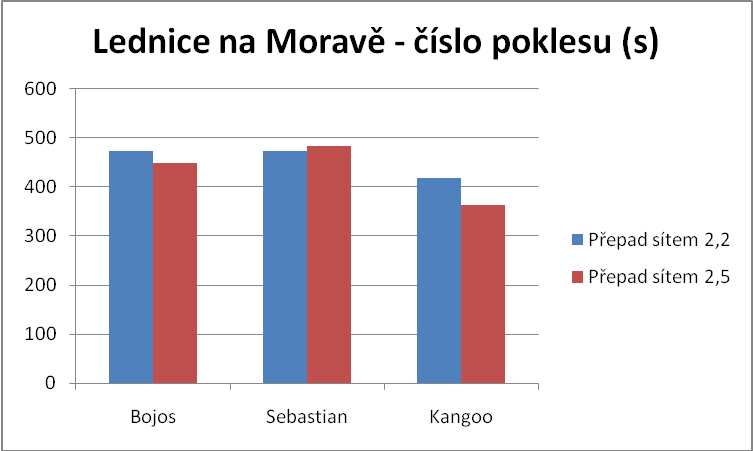 Lednice na Moravě - číslo poklesu (s)
600
500
400
300
200
100
0
Bojos
Sebastian
Kangoo
Přepad sítem 2,2
Přepad sítem 2,5